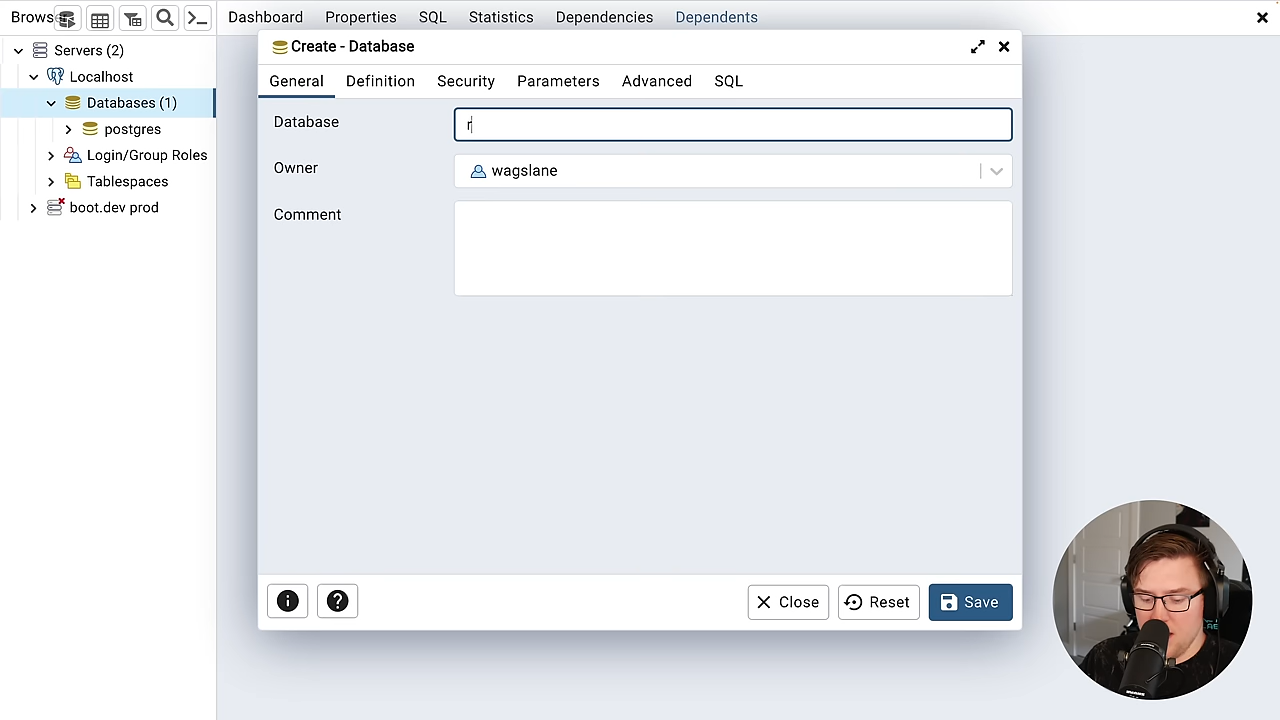 Brows
Dashboard Properties SQL Statistics Dependencies Dependents
Servers (2)
Localhost
Databases (1)
postgres
Login/Group Roles
Tablespaces
boot.dev prod
Create - Database
General Definition Security Parameters Advanced SQL
Database
r
Owner
wagslane
Comment
Close Reset Save